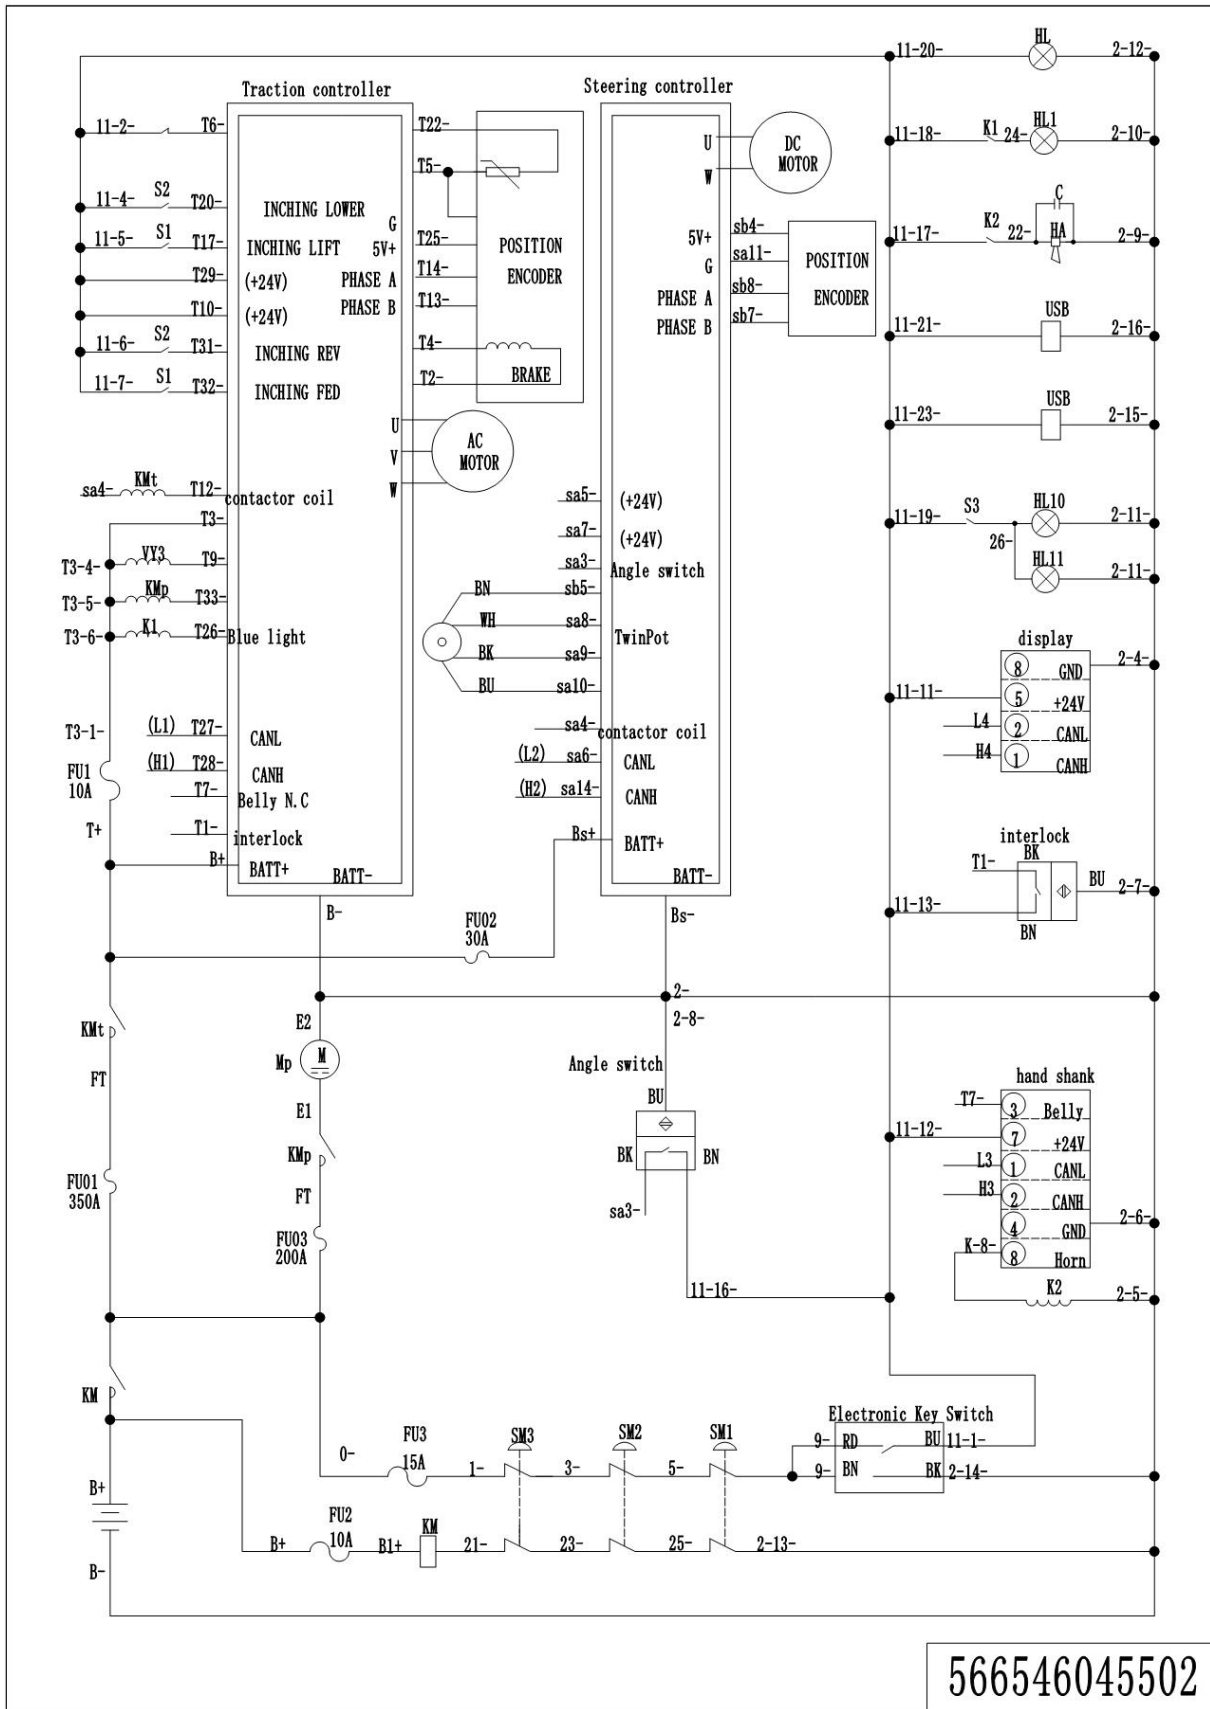 HL
11-20-
2-12-
Traction controller
Steering controller
11-2-
T6-
T22-
T5-
U
W
DC
MOTOR
11-18-
K1
24-
HL1
2-10-
11-4-
S2
T20-
INCHING LOWER
G
11-5-
S1
T17-
INCHING LIFT
5V+
T25-
POSITION
ENCODER
T29-
(+24V)
PHASE A
T14-
T10-
(+24V)
PHASE B
T13-
5V+
sb4-
G
sa11-
POSITION
ENCODER
PHASE A
sb8-
PHASE B
sb7-
C
11-17-
K2
22-
HA
2-9-
USB
11-21-
2-16-
11-6-
S2
T31-
INCHING REV
T4-
11-7-
S1
T32-
INCHING FED
T2-
BRAKE
U
V
W
AC
MOTOR
USB
11-23-
2-15-
sa4-
KMt
T12-
contactor coil
T3-
T3-4-
VY3
T9-
T3-5-
KMp
T33-
T3-6-
K1
T26-
Blue light
sa5-
(+24V)
sa7-
(+24V)
sa3-
Angle switch
BN
sb5-
WH
sa8-
TwinPot
BK
sa9-
BU
sa10-
11-19-
S3
HL10
2-11-
26-
HL11
2-11-
display
8
GND
2-4-
11-11-
5
+24V
L4
2
CANL
H4
1
CANH
T3-1-
(L1)
T27-
CANL
FU1
10A
(H1)
T28-
CANH
T7-
Belly N.C
T+
T1-
interlock
B+
BATT+
BATT-
sa4-
contactor coil
(L2)
sa6-
CANL
(H2)
sa14-
CANH
Bs+
BATT+
BATT-
interlock
BK
T1-
BU
2-7-
11-13-
BN
B-
FU02
30A
Bs-
2-
2-8-
KMt
FT
E2
Mp
M
E1
KMp
FT
Angle switch
BU
BK
BN
sa3-
11-16-
FU01
350A
FU03
200A
hand shank
T7-
3
Belly
11-12-
7
+24V
L3
1
CANL
H3
2
CANH
4
GND
2-6-
K-8-
8
Horn
K2
2-5-
KM
0-
FU3
15A
1-
SM3
3-
SM2
5-
SM1
Electronic Key Switch
9-
RD
BU
11-1-
9-
BN
BK
2-14-
B+
B-
B+
FU2
10A
B1+
KM
21-
23-
25-
2-13-
566546045502